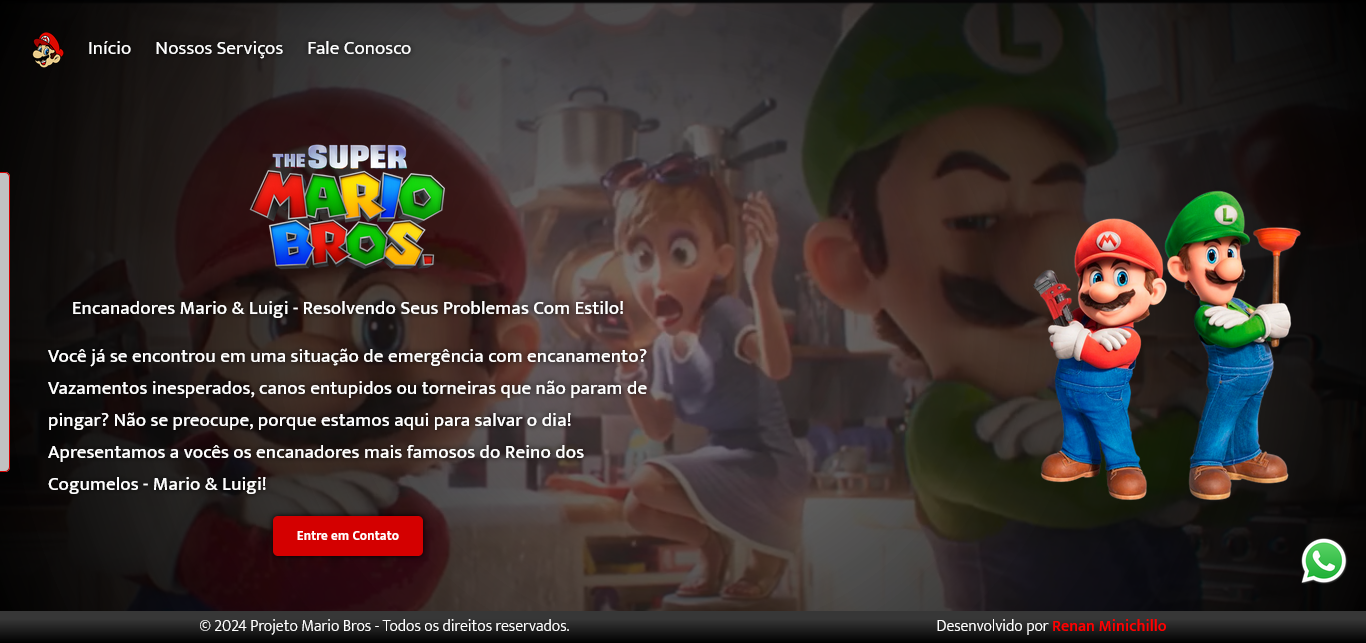 Início Nossos Serviços Fale Conosco
L
THE SUPER
MARIO
BROS.
M
L
Encanadores Mario & Luigi - Resolvendo Seus Problemas Com Estilo!
Você já se encontrou em uma situação de emergência com encanamento?
Vazamentos inesperados, canos entupidos ou torneiras que não param de
pingar? Não se preocupe, porque estamos aqui para salvar o dia!
Apresentamos a vocês os encanadores mais famosos do Reino dos
Cogumelos - Mario & Luigi!
Entre em Contato
© 2024 Projeto Mario Bros - Todos os direitos reservados.
Desenvolvido por Renan Minichillo